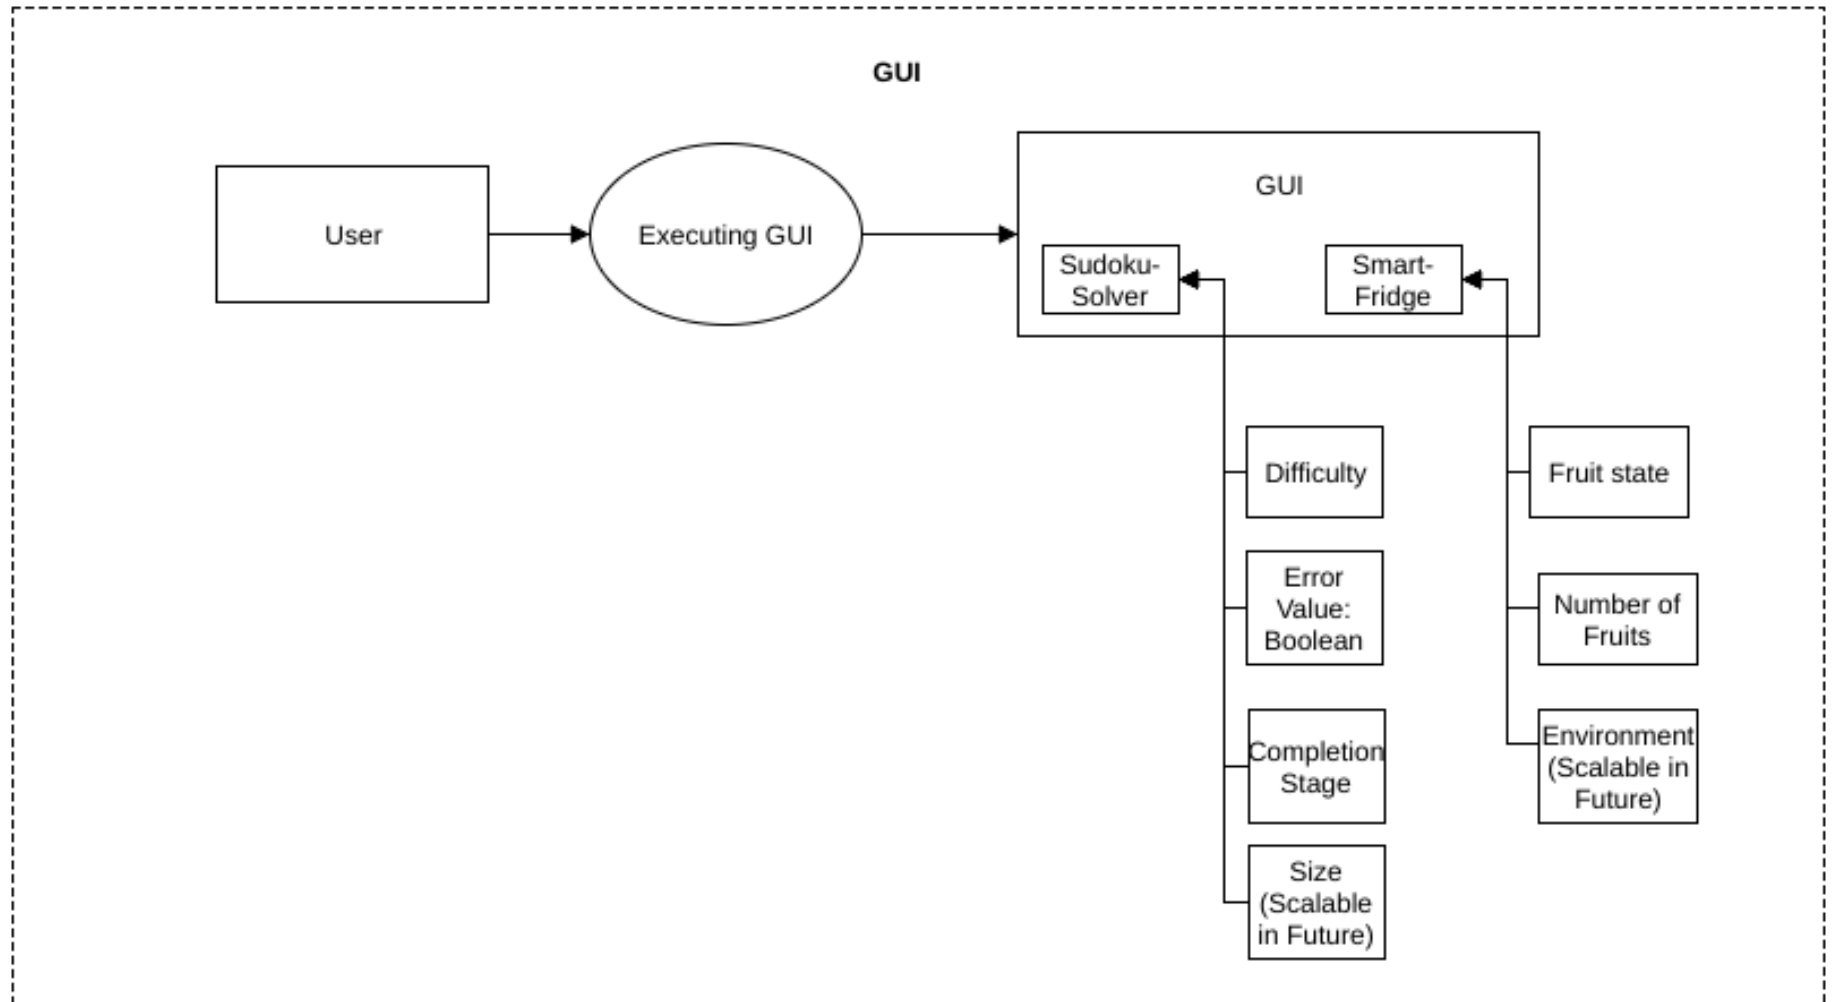 GUI
User
Executing GUI
GUI
Sudoku-
Solver
Smart-
Fridge
Difficulty
Error
Value:
Boolean
Completion
Stage
Size
(Scalable
in Future)
Fruit state
Number of
Fruits
Environment
(Scalable in
Future)